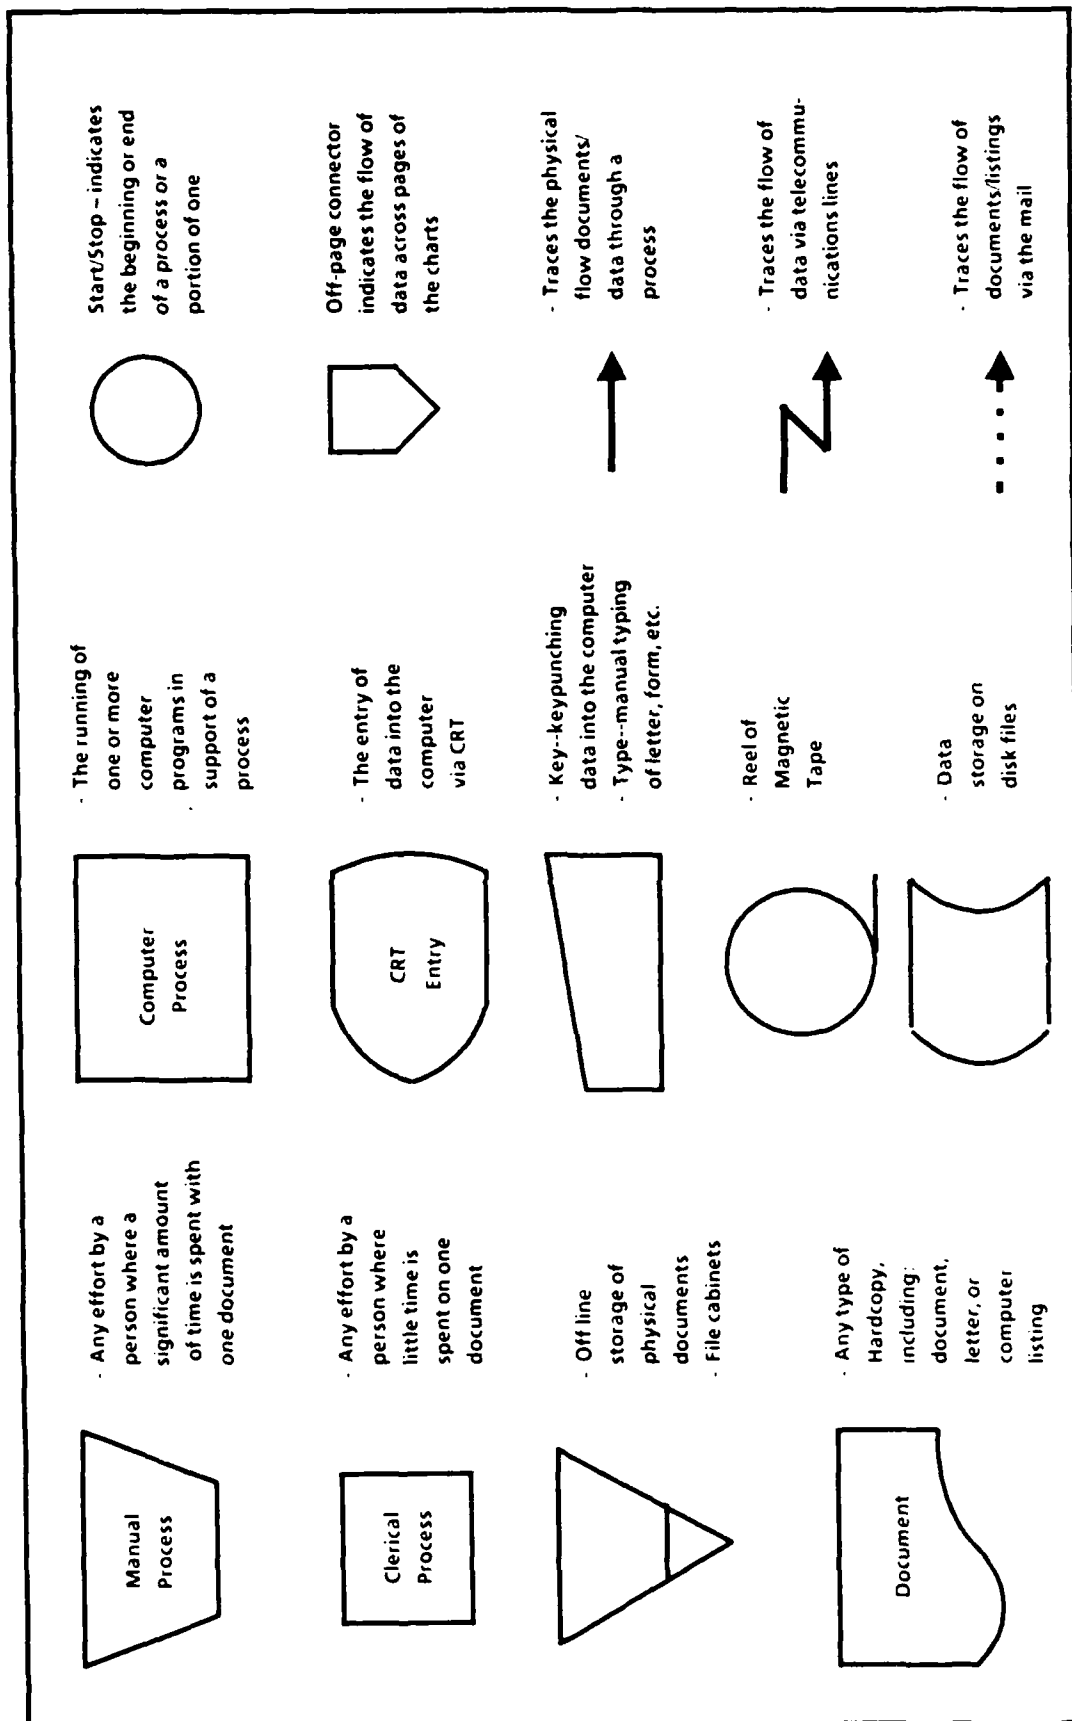 Manual
Process
- Any effort by a
person where a
significant amount
of time is spent with
one document
Clerical
Process
- Any effort by a
person where
little time is
spent on one
document
- Off line
storage of
physical
documents
- File cabinets
Document
- Any type of
Hardcopy,
including:
document,
letter, or
computer
listing
Computer
Process
- The running of
one or more
computer
programs in
support of a
process
CRT
Entry
- The entry of
data into the
computer
via CRT
- Key--keypunching
data into the computer
- Type--manual typing
of letter, form, etc.
- Reel of
Magnetic
Tape
- Data
storage on
disk files
Start/Stop – indicates
the beginning or end
of a process or a
portion of one
Off-page connector
indicates the flow of
data across pages of
the charts
- Traces the physical
flow documents/
data through a
process
- Traces the flow of
data via telecommu-
nications lines
- Traces the flow of
documents/listings
via the mail